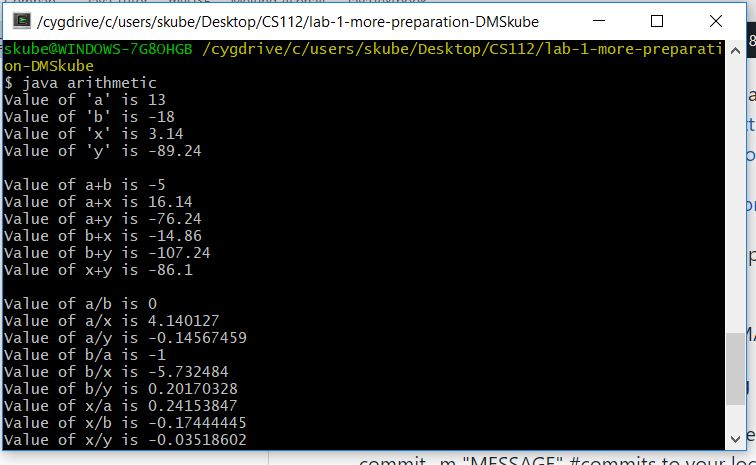 /cygdrive/c/users/skube/Desktop/CS112/lab-1-more-preparation-DMSkube
skube@WINDOWS-7G8OHGB /cygdrive/c/users/skube/Desktop/CS112/lab-1-more-preparati
on-DMSkube
$ java arithmetic
Value of 'a' is 13
Value of 'b' is -18
Value of 'x' is 3.14
Value of 'y' is -89.24
Value of a+b is -5
Value of a+x is 16.14
Value of a+y is -76.24
Value of b+x is -14.86
Value of b+y is -107.24
Value of x+y is -86.1
Value of a/b is 0
Value of a/x is 4.140127
Value of a/y is -0.14567459
Value of b/a is -1
Value of b/x is -5.732484
Value of b/y is 0.20170328
Value of x/a is 0.24153847
Value of x/b is -0.17444445
Value of x/y is -0.03518602
commit -m "MESSAGE" #commits to your loc